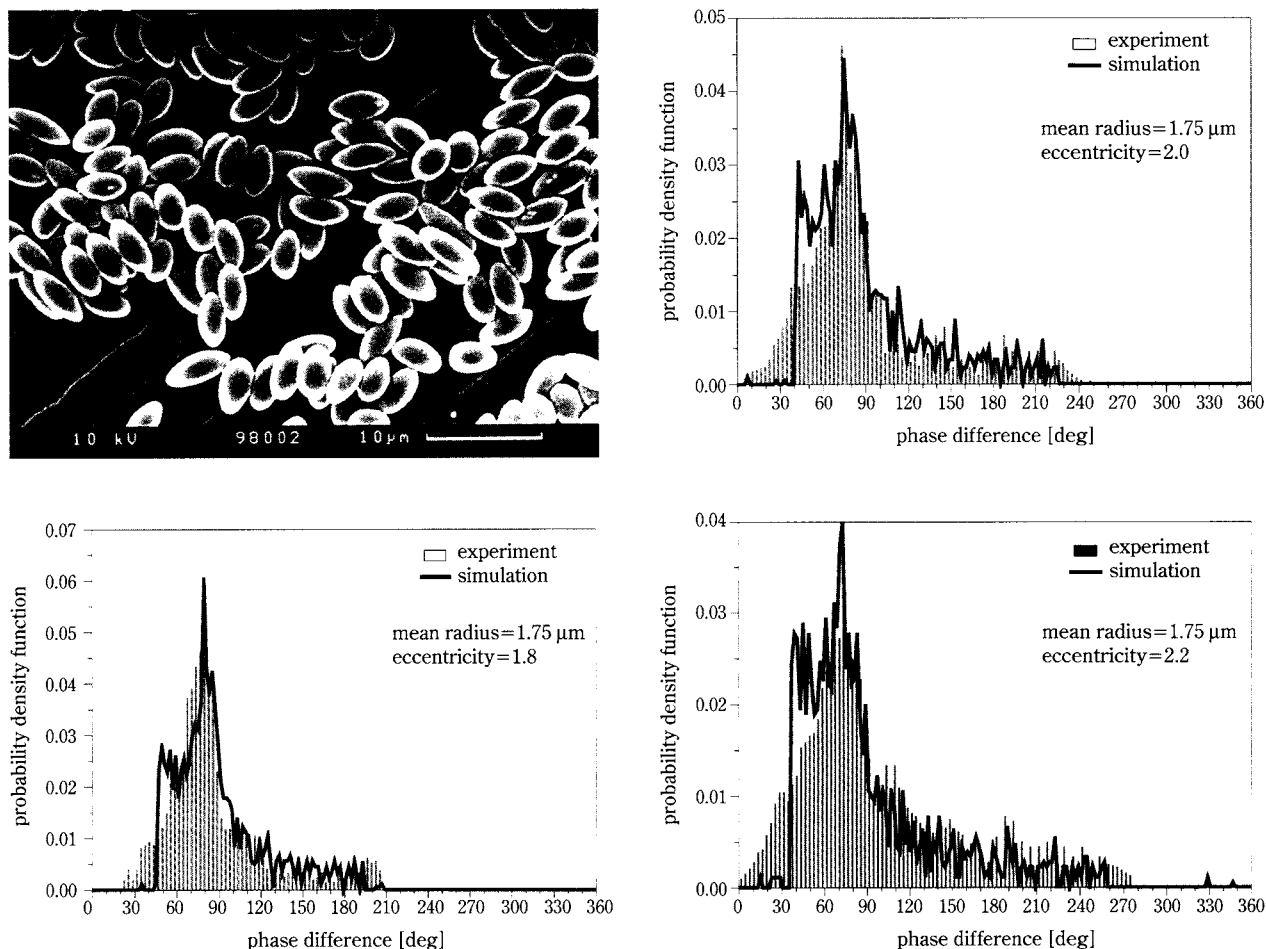 10 kV 98002 10µm
0.05
0.04
0.03
0.02
0.01
0.00
probability density function
experiment
simulation
mean radius=1.75 µm
eccentricity=2.0
0 30 60 90 120 150 180 210 240 270 300 330 360
phase difference [deg]
0.07
0.06
0.05
0.04
0.03
0.02
0.01
0.00
probability density function
experiment
simulation
mean radius=1.75 µm
eccentricity=1.8
0 30 60 90 120 150 180 210 240 270 300 330 360
phase difference [deg]
0.04
0.03
0.02
0.01
0.00
probability density function
experiment
simulation
mean radius=1.75 µm
eccentricity=2.2
0 30 60 90 120 150 180 210 240 270 300 330 360
phase difference [deg]